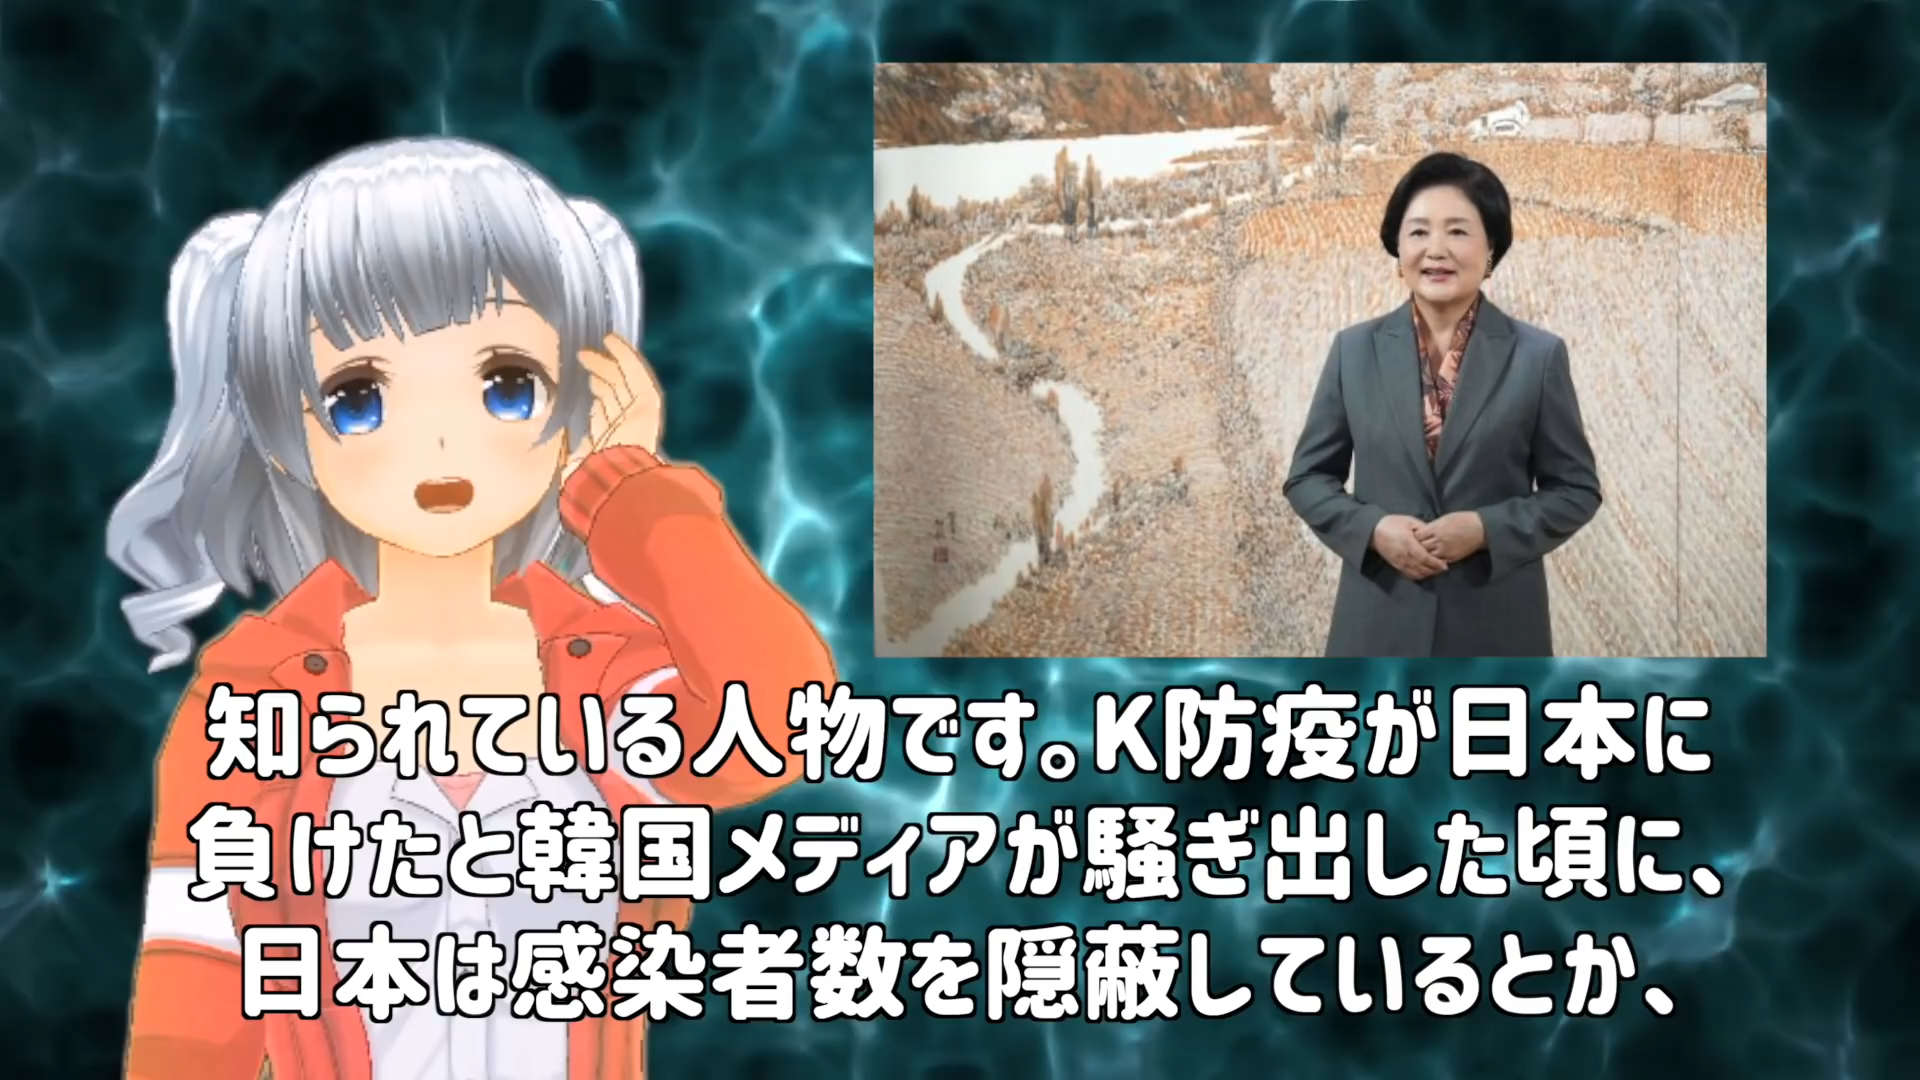 知られている人物です。K防疫が日本に
負けたと韓国メディアが騒ぎ出した頃に、
日本は感染者数を隠蔽しているとか、